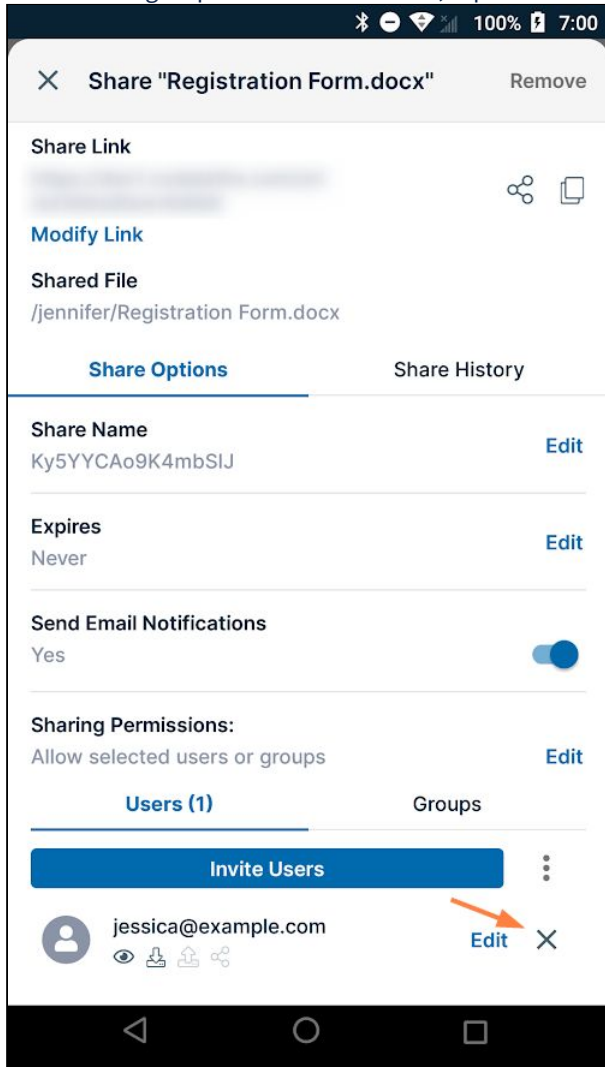 100% 7:00
Share "Registration Form.docx" Remove
Share Link
Modify Link
Shared File
/jennifer/Registration Form.docx
Share Options Share History
Share Name
Ky5YYCAo9K4mbSIJ Edit
Expires
Never Edit
Send Email Notifications
Yes
Sharing Permissions:
Allow selected users or groups Edit
Users (1) Groups
Invite Users
jessica@example.com
Edit